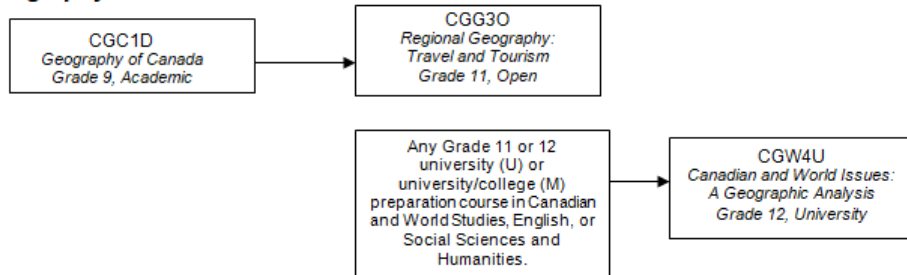 CGC1D
Geography of Canada
Grade 9, Academic
CGG3O
Regional Geography:
Travel and Tourism
Grade 11, Open
Any Grade 11 or 12
university (U) or
university/college (M)
preparation course in Canadian
and World Studies, English, or
Social Sciences and
Humanities.
CGW4U
Canadian and World Issues:
A Geographic Analysis
Grade 12, University